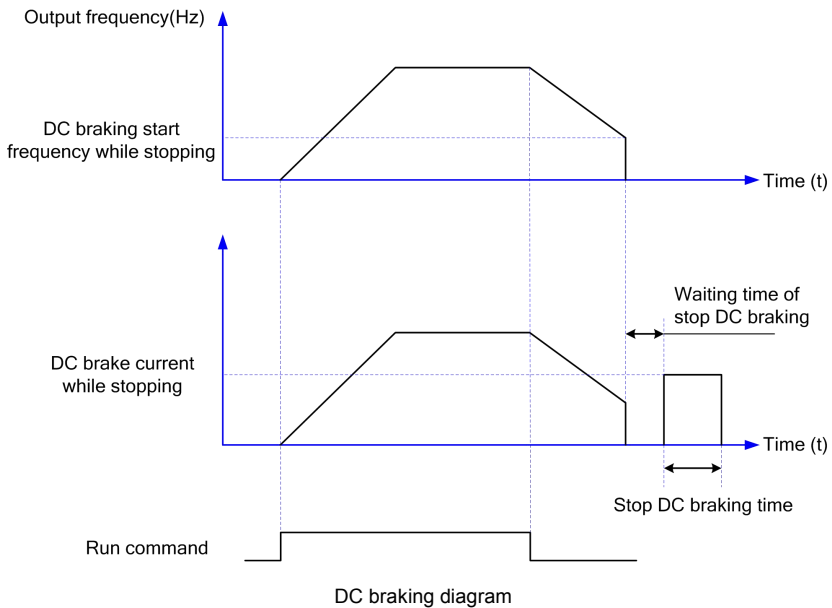 Output frequency(Hz)
DC braking start
frequency while stopping
Time (t)
Waiting time of
stop DC braking
DC brake current
while stopping
Time (t)
Stop DC braking time
Run command
DC braking diagram